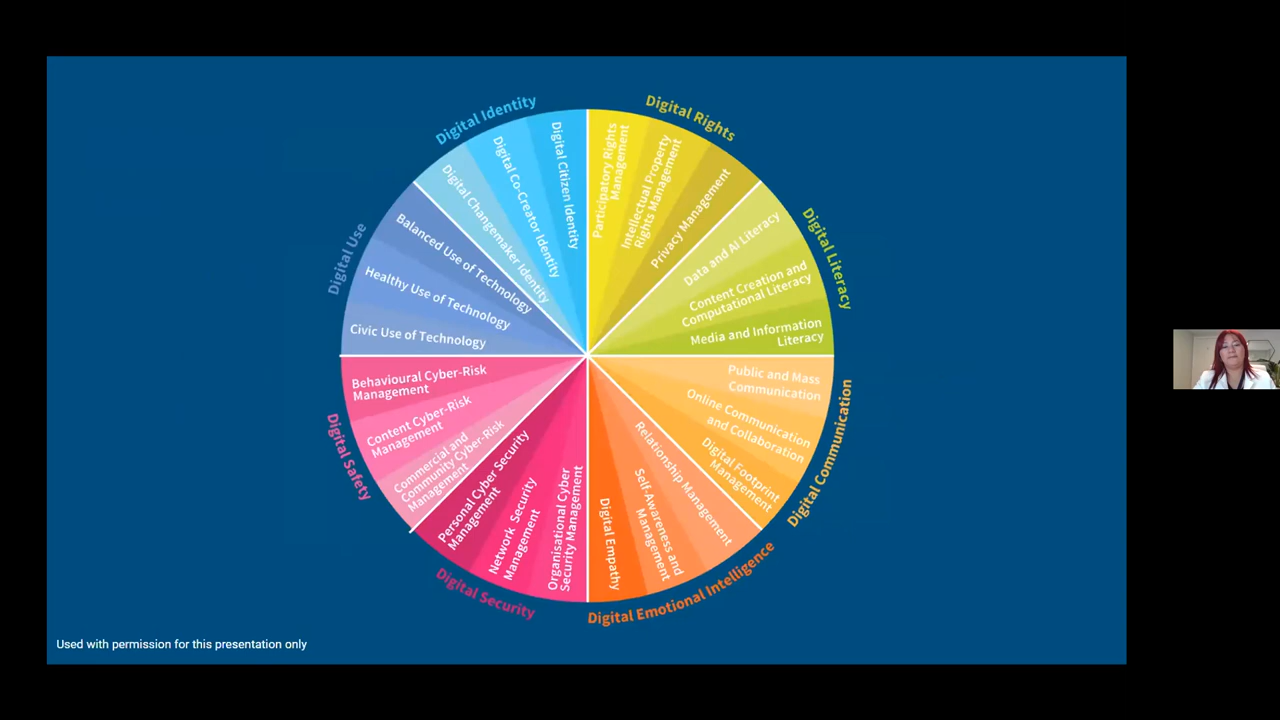 Digital Identity
Digital Changemaker Identity
Digital Co-Creator Identity
Digital Citizen Identity
Digital Rights
Participatory Rights
Management
Intellectual Property
Rights Management
Privacy Management
Digital Literacy
Data and AI Literacy
Content Creation and
Computational Literacy
Media and Information
Literacy
Digital Communication
Public and Mass
Communication
Online Communication
and Collaboration
Digital Footprint
Management
Digital Emotional Intelligence
Relationship Management
Self-Awareness and
Management
Digital Empathy
Digital Security
Organisational Cyber
Security Management
Network Security
Management
Personal Cyber Security
Management
Digital Safety
Commercial and
Community Cyber-Risk
Management
Content Cyber-Risk
Management
Behavioural Cyber-Risk
Management
Digital Use
Civic Use of Technology
Healthy Use of Technology
Balanced Use of Technology
Used with permission for this presentation only